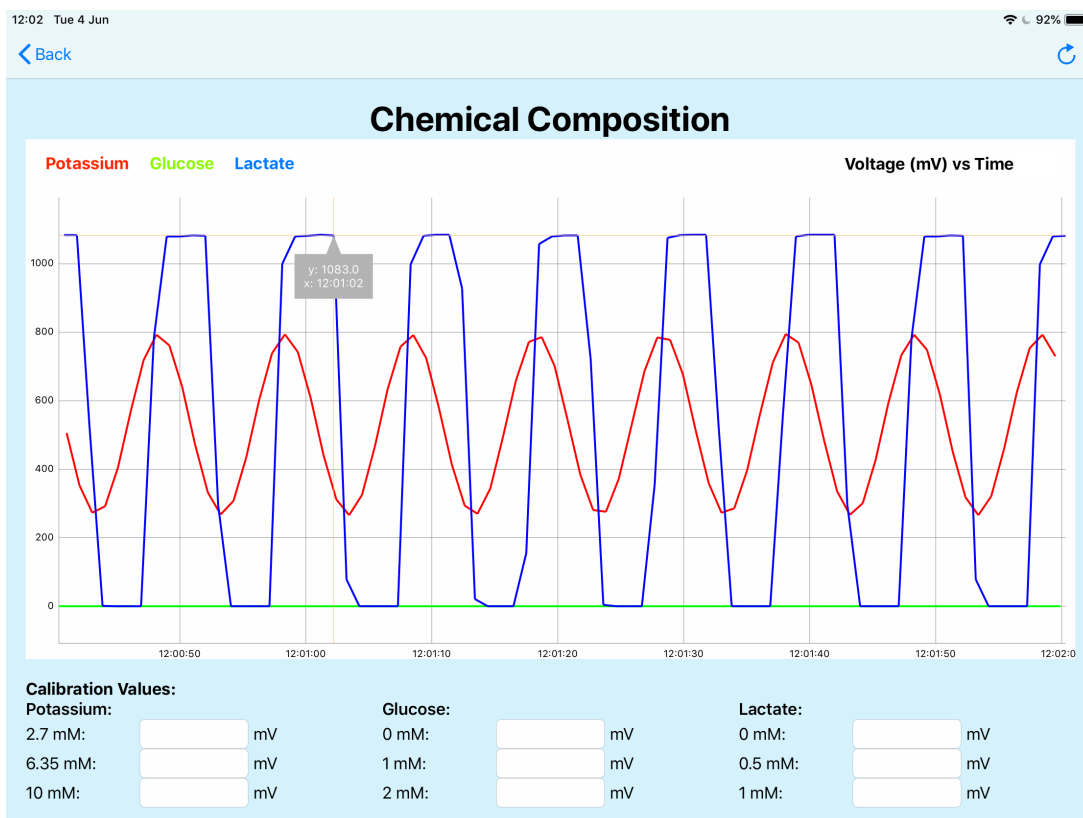 12:02 Tue 4 Jun 92%
Back
Chemical Composition
Potassium Glucose Lactate Voltage (mV) vs Time
1000
y: 1083.0
x: 12:01:02
800
600
400
200
0
12:00:50 12:01:00 12:01:10 12:01:20 12:01:30 12:01:40 12:01:50 12:02:0
Calibration Values:
Potassium: Glucose: Lactate:
2.7 mM: mV 0 mM: mV 0 mM: mV
6.35 mM: mV 1 mM: mV 0.5 mM: mV
10 mM: mV 2 mM: mV 1 mM: mV